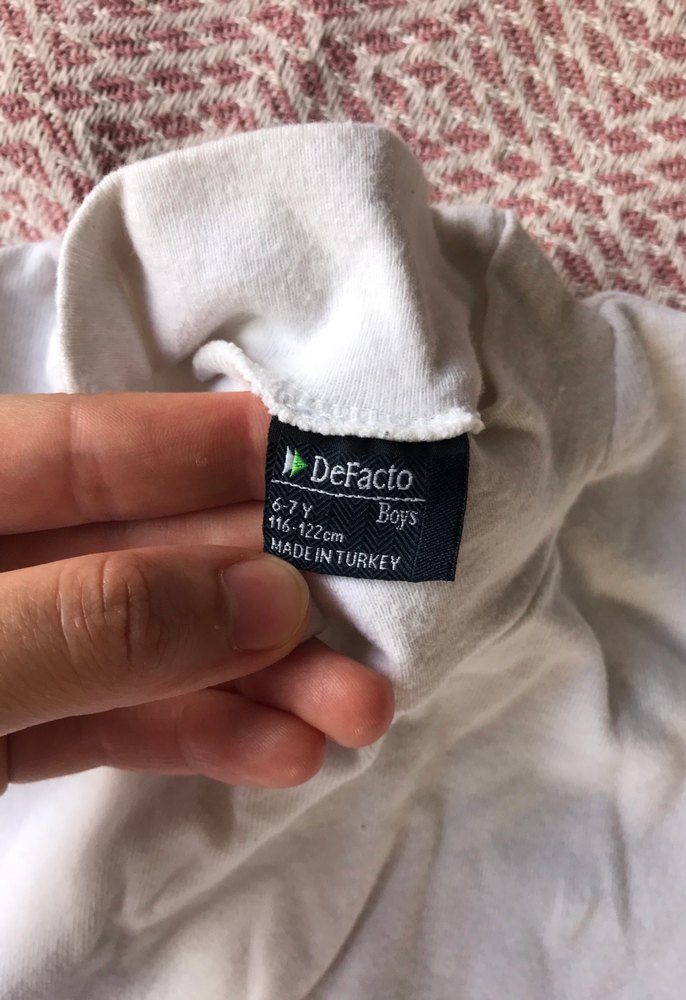 DeFacto
6-7 Y Boys
116-122cm
MADE IN TURKEY